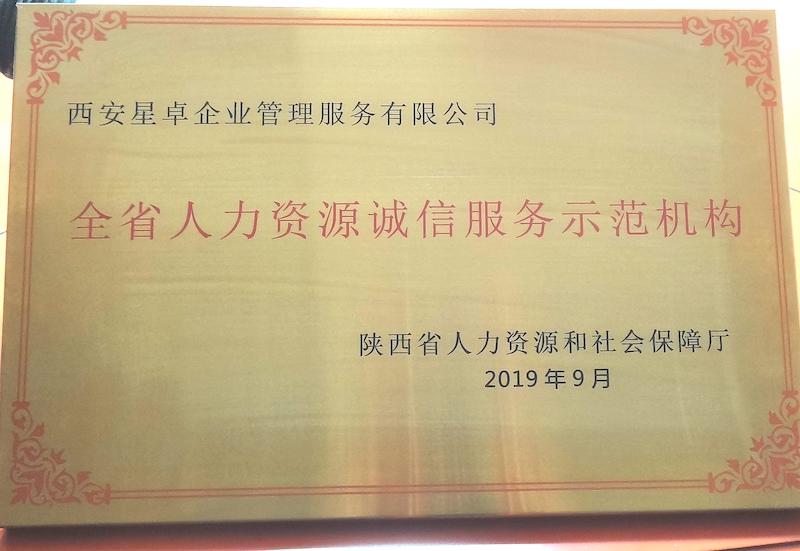 西安星卓企业管理服务有限公司
全省人力资源诚信服务示范机构
陕西省人力资源和社会保障厅
2019年9月